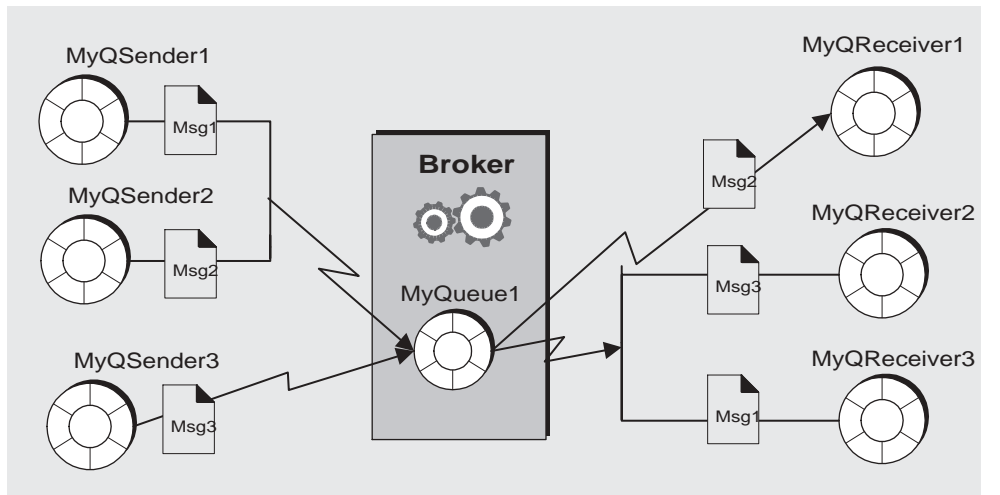 MyQSender1
Msg1
MyQSender2
Msg2
MyQSender3
Msg3
Broker
MyQueue1
MyQReceiver1
Msg2
MyQReceiver2
Msg3
MyQReceiver3
Msg1